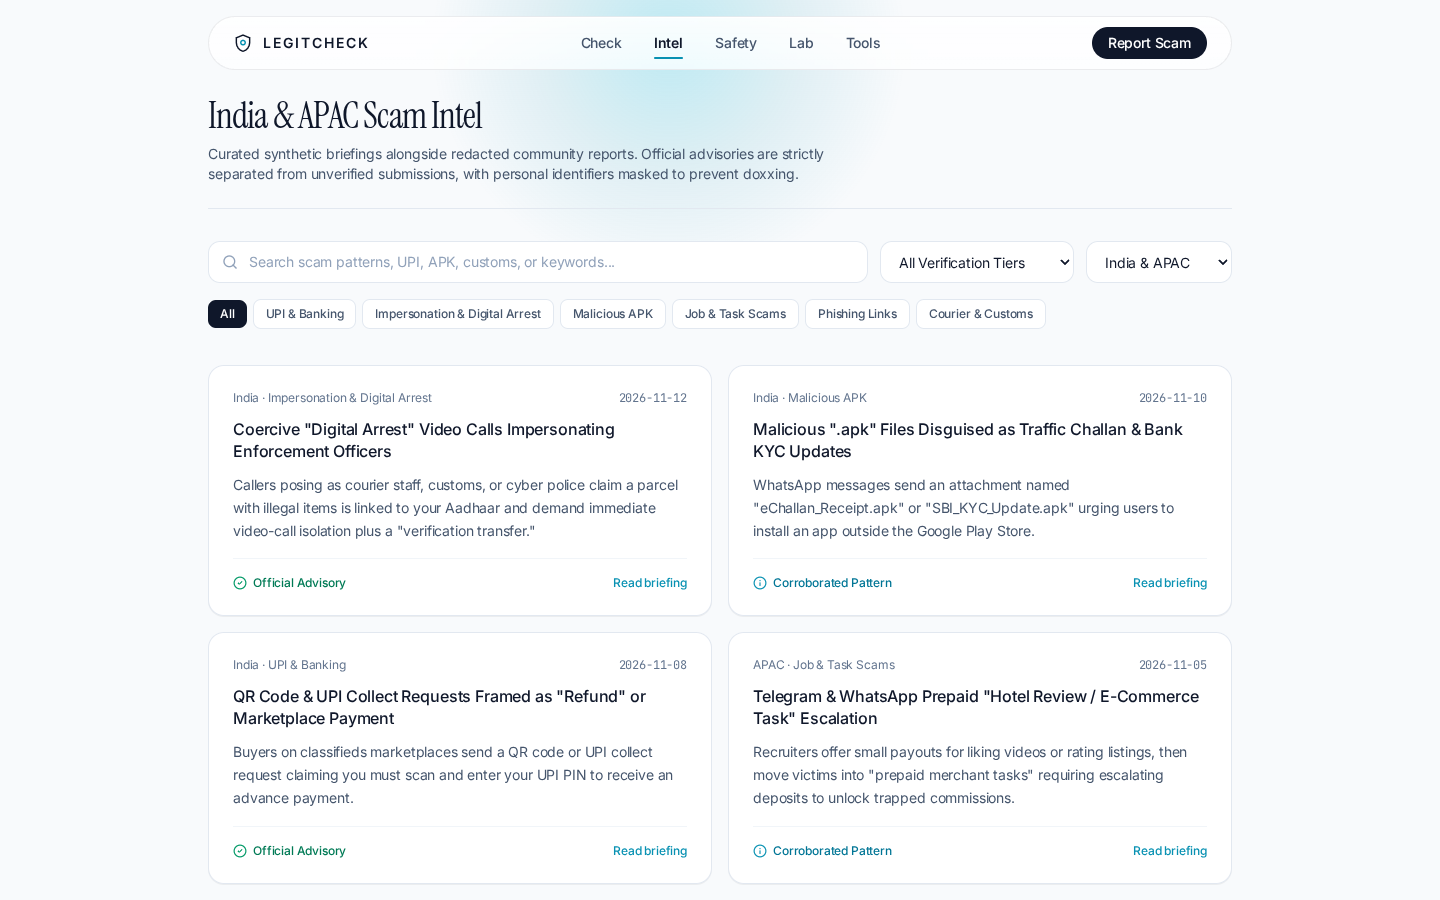 LEGITCHECK
Check
Intel
Safety
Lab
Tools
Report Scam
India & APAC Scam Intel
Curated synthetic briefings alongside redacted community reports. Official advisories are strictly
separated from unverified submissions, with personal identifiers masked to prevent doxxing.
Search scam patterns, UPI, APK, customs, or keywords...
All Verification Tiers
India & APAC
All
UPI & Banking
Impersonation & Digital Arrest
Malicious APK
Job & Task Scams
Phishing Links
Courier & Customs
India · Impersonation & Digital Arrest
2026-11-12
Coercive "Digital Arrest" Video Calls Impersonating
Enforcement Officers
Callers posing as courier staff, customs, or cyber police claim a parcel
with illegal items is linked to your Aadhaar and demand immediate
video-call isolation plus a "verification transfer."
Official Advisory
Read briefing
India · Malicious APK
2026-11-10
Malicious ".apk" Files Disguised as Traffic Challan & Bank
KYC Updates
WhatsApp messages send an attachment named
"eChallan_Receipt.apk" or "SBI_KYC_Update.apk" urging users to
install an app outside the Google Play Store.
Corroborated Pattern
Read briefing
India · UPI & Banking
2026-11-08
QR Code & UPI Collect Requests Framed as "Refund" or
Marketplace Payment
Buyers on classifieds marketplaces send a QR code or UPI collect
request claiming you must scan and enter your UPI PIN to receive an
advance payment.
Official Advisory
Read briefing
APAC · Job & Task Scams
2026-11-05
Telegram & WhatsApp Prepaid "Hotel Review / E-Commerce
Task" Escalation
Recruiters offer small payouts for liking videos or rating listings, then
move victims into "prepaid merchant tasks" requiring escalating
deposits to unlock trapped commissions.
Corroborated Pattern
Read briefing